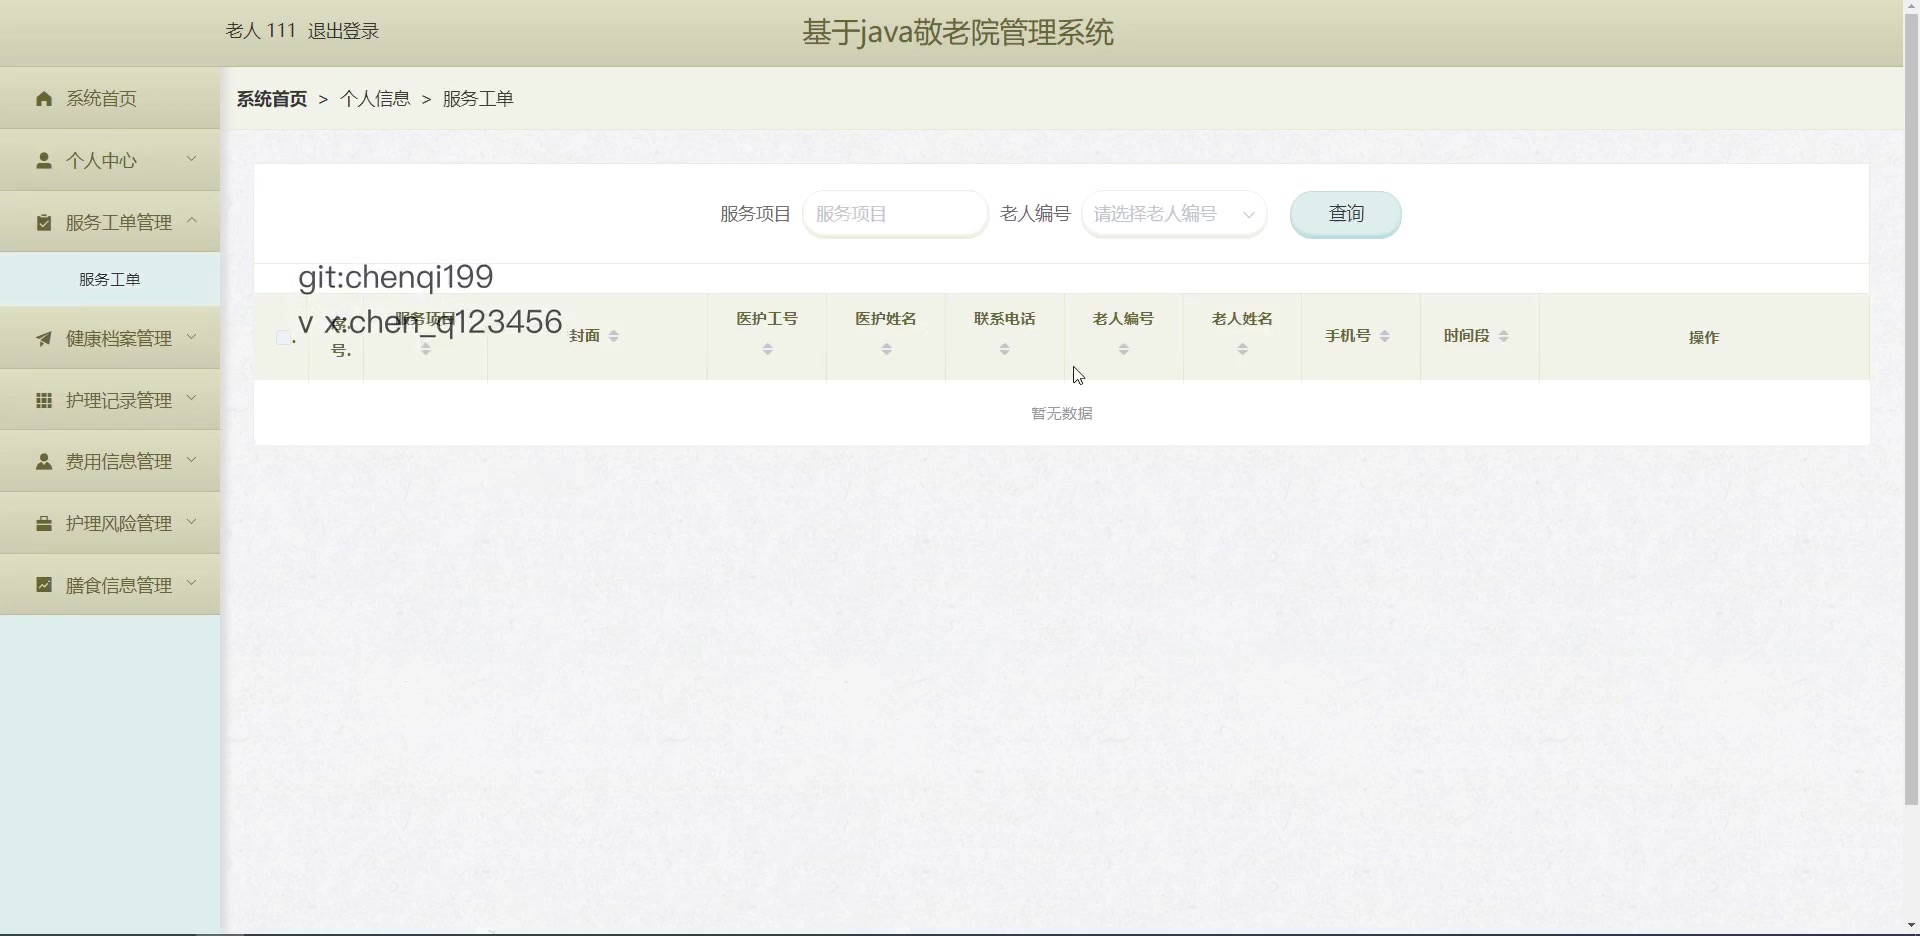 老人 111 退出登录
基于java敬老院管理系统
系统首页
个人中心
服务工单管理
服务工单
健康档案管理
护理记录管理
费用信息管理
护理风险管理
膳食信息管理
系统首页 > 个人信息 > 服务工单
服务项目 服务项目 老人编号 请选择老人编号 查询
git:chenqi199
v x:chen_q123456
序号. 服务项目 封面 医护工号 医护姓名 联系电话 老人编号 老人姓名 手机号 时间段 操作
暂无数据